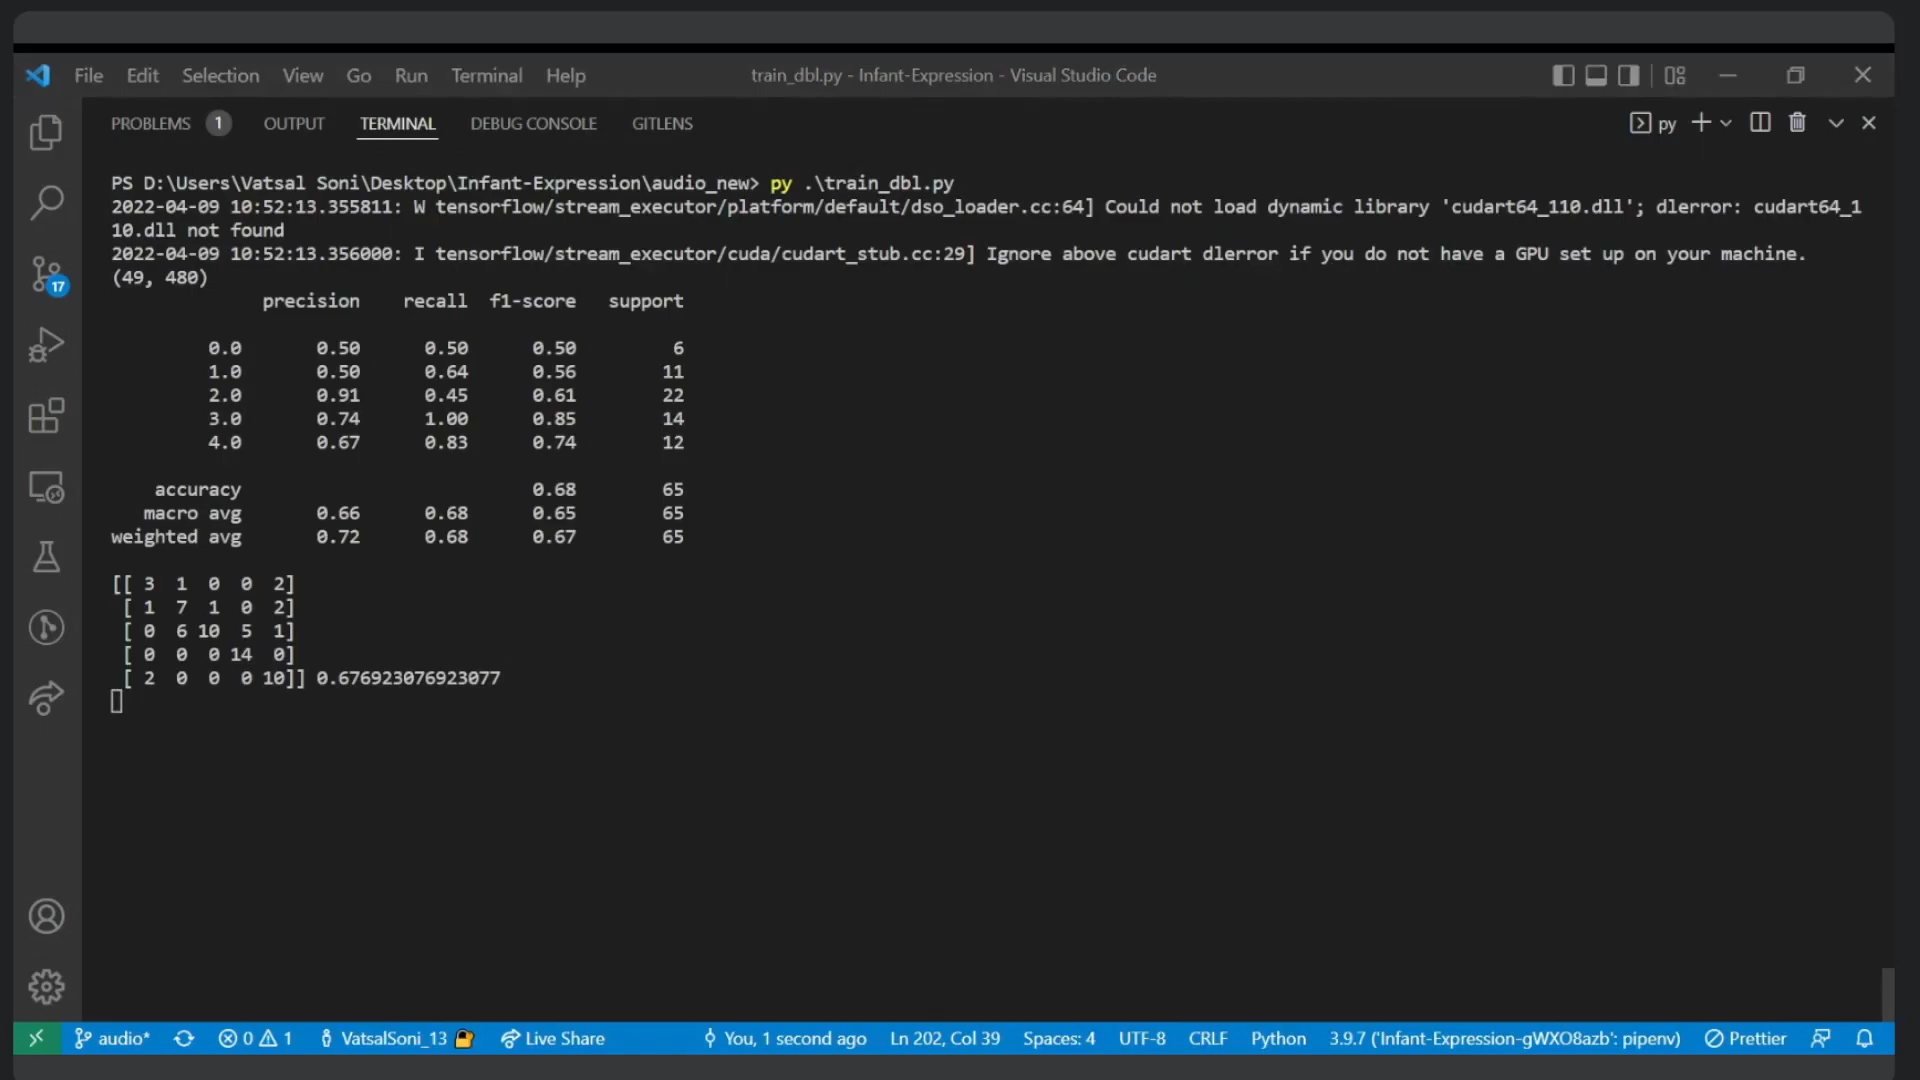 File Edit Selection View Go Run Terminal Help train_dbl.py - Infant-Expression - Visual Studio Code
PROBLEMS 1 OUTPUT TERMINAL DEBUG CONSOLE GITLENS py
PS D:\Users\Vatsal Soni\Desktop\Infant-Expression\audio_new> py .\train_dbl.py
2022-04-09 10:52:13.355811: W tensorflow/stream_executor/platform/default/dso_loader.cc:64] Could not load dynamic library 'cudart64_110.dll'; dlerror: cudart64_1
10.dll not found
2022-04-09 10:52:13.356000: I tensorflow/stream_executor/cuda/cudart_stub.cc:29] Ignore above cudart dlerror if you do not have a GPU set up on your machine.
(49, 480)
precision recall f1-score support
0.0 0.50 0.50 0.50 6
1.0 0.50 0.64 0.56 11
2.0 0.91 0.45 0.61 22
3.0 0.74 1.00 0.85 14
4.0 0.67 0.83 0.74 12
accuracy 0.68 65
macro avg 0.66 0.68 0.65 65
weighted avg 0.72 0.68 0.67 65
[[ 3 1 0 0 2]
[ 1 7 1 0 2]
[ 0 6 10 5 1]
[ 0 0 0 14 0]
[ 2 0 0 0 10]] 0.676923076923077
17
audio* 0 1 VatsalSoni_13 Live Share You, 1 second ago Ln 202, Col 39 Spaces: 4 UTF-8 CRLF Python 3.9.7 ('Infant-Expression-gWXO8azb': pipenv) Prettier